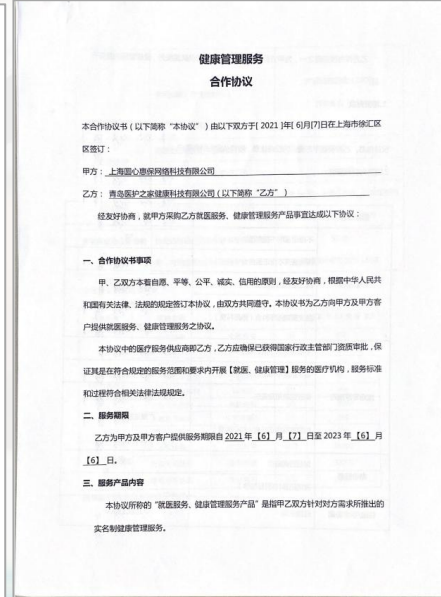 健康管理服务
合作协议
本合作协议书（以下简称“本协议”）由以下双方于[ 2021 ]年[ 6]月[7]日在上海市徐汇区
区签订：
甲方： 上海圆心惠保网络科技有限公司
乙方： 青岛医护之家健康科技有限公司（以下简称“乙方”）
经友好协商，就甲方采购乙方就医服务、健康管理服务产品事宜达成以下协议：
一、合作协议书事项
甲、乙双方本着自愿、平等、公平、诚实、信用的原则，经友好协商，根据中华人民共
和国有关法律、法规的规定签订本协议，由双方共同遵守。本协议书为乙方向甲方及甲方客
户提供就医服务、健康管理服务之协议。
本协议中的医疗服务供应商即乙方，乙方应确保已获得国家行政主管部门资质审批，保
证其是在符合规定的服务范围和要求内开展【就医、健康管理】服务的医疗机构，服务标准
和过程符合相关法律法规规定。
二、服务期限
乙方为甲方及甲方客户提供服务期限自 2021年 【6】 月 【7】 日至 2023年 【6】 月
【6】 日。
三、服务产品内容
本协议所称的“就医服务、健康管理服务产品”是指甲乙双方针对对方需求所推出的
实名制健康管理服务。